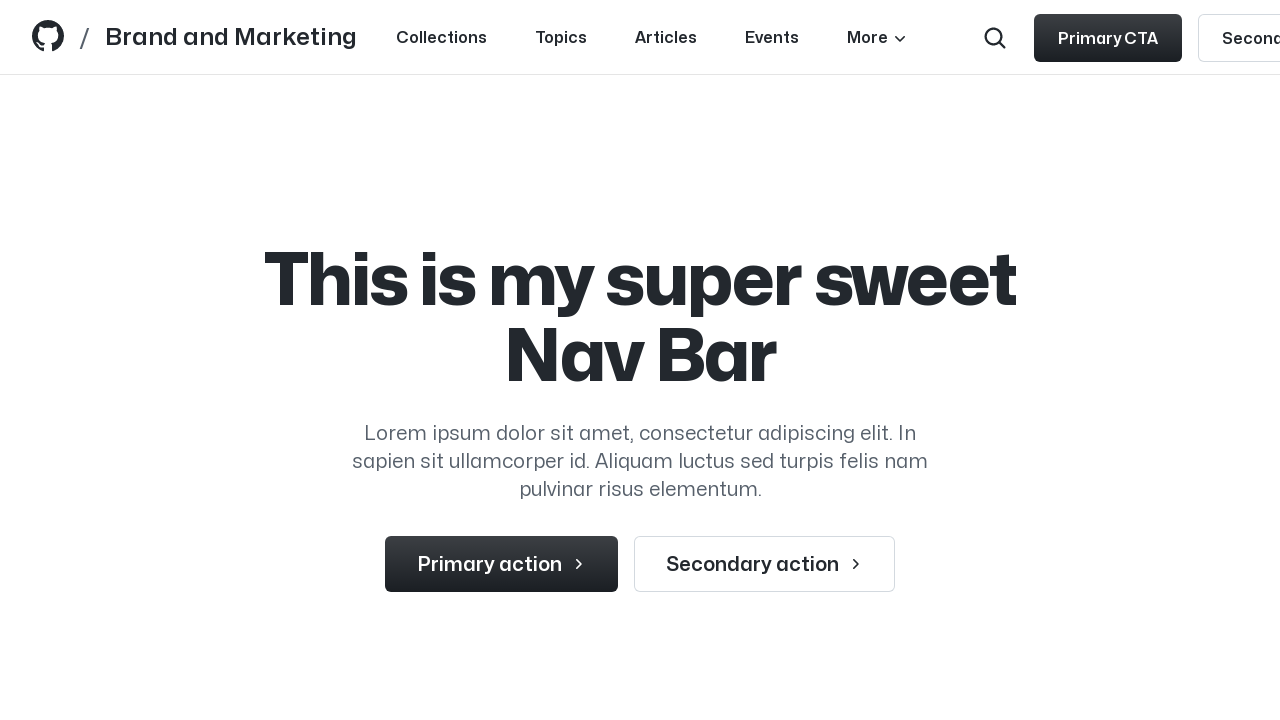 / Brand and Marketing Collections Topics Articles Events More Primary CTA Second
This is my super sweet
Nav Bar
Lorem ipsum dolor sit amet, consectetur adipiscing elit. In
sapien sit ullamcorper id. Aliquam luctus sed turpis felis nam
pulvinar risus elementum.
Primary action Secondary action